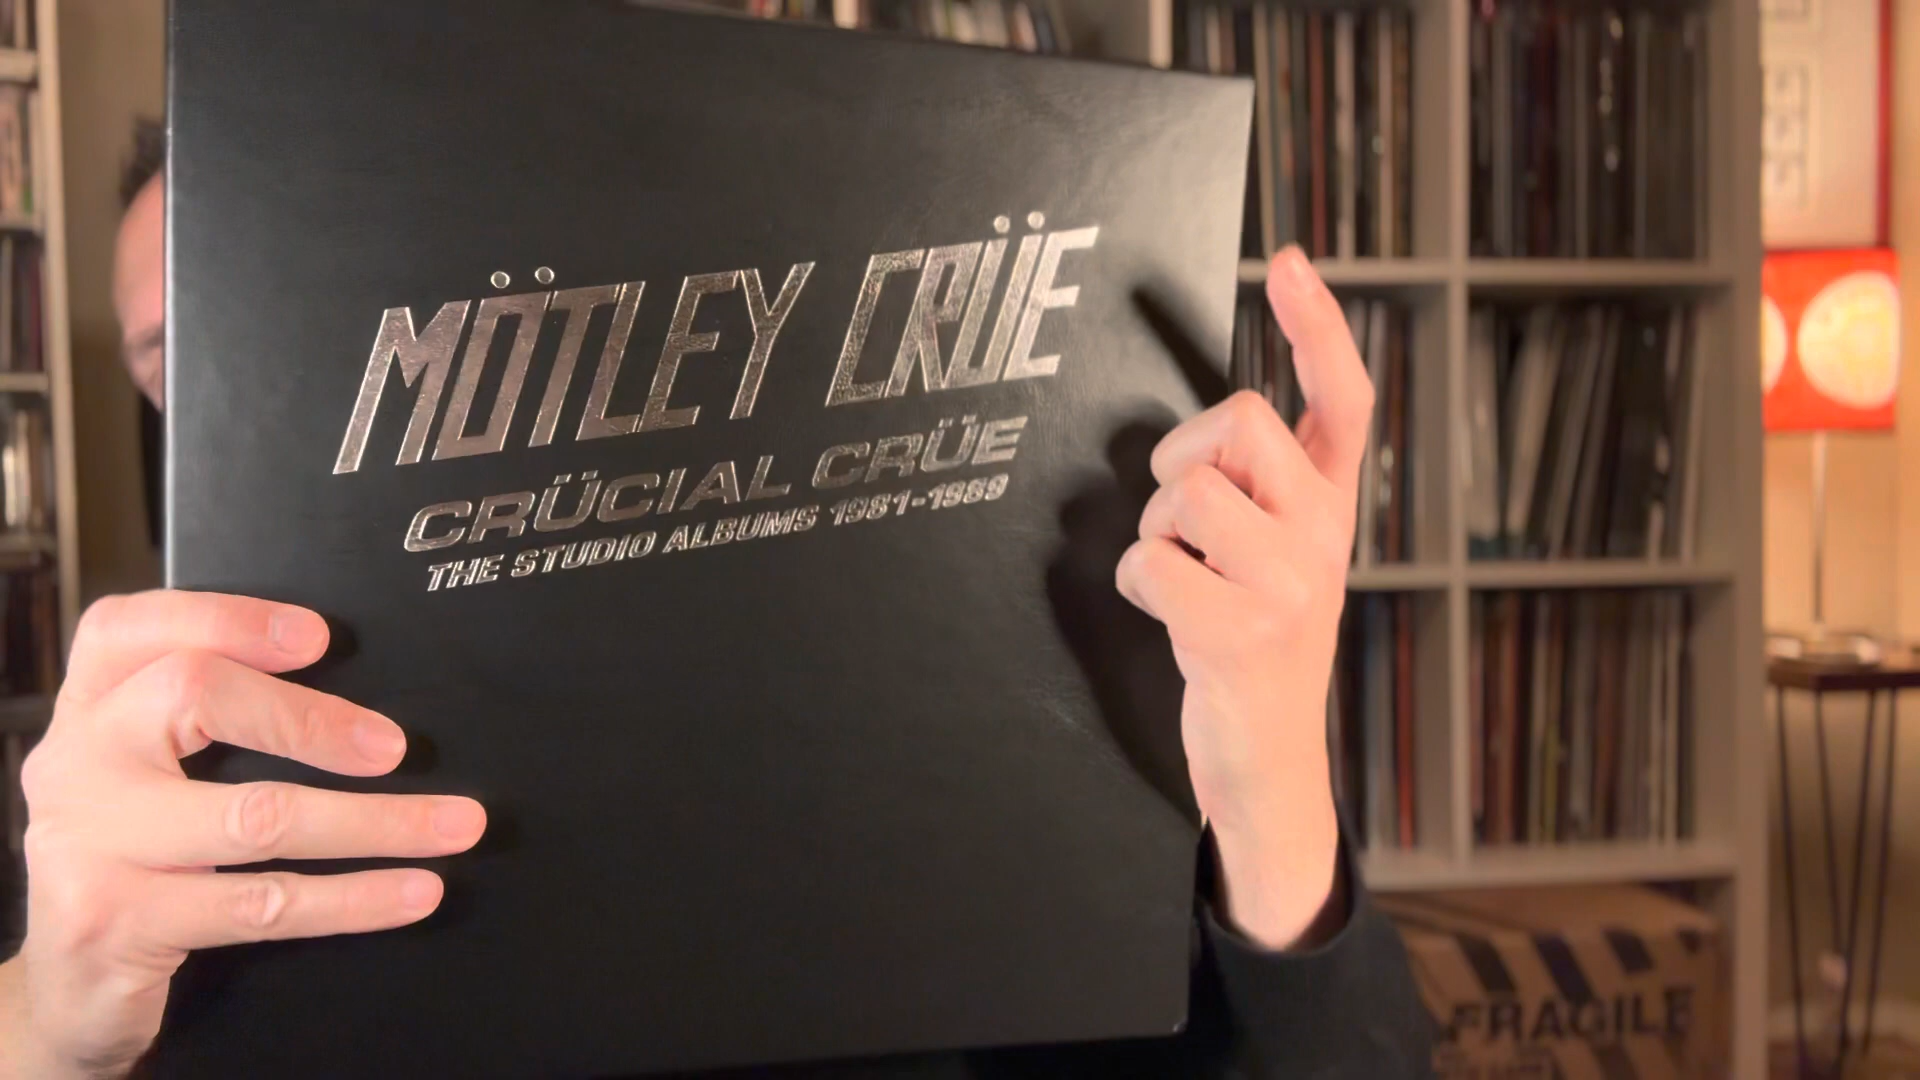 MÖTLEY CRÜE
CRÜCIAL CRÜE
THE STUDIO ALBUMS 1981-1989
FRAGILE